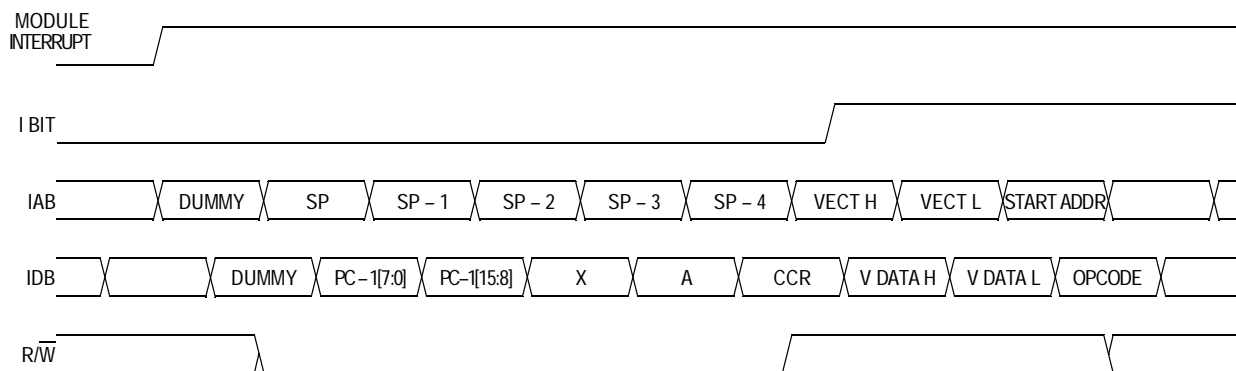 MODULE
INTERRUPT
I BIT
IAB DUMMY SP SP – 1 SP – 2 SP – 3 SP – 4 VECT H VECT L START ADDR
IDB DUMMY PC – 1[7:0] PC–1[15:8] X A CCR V DATA H V DATA L OPCODE
R/W̅